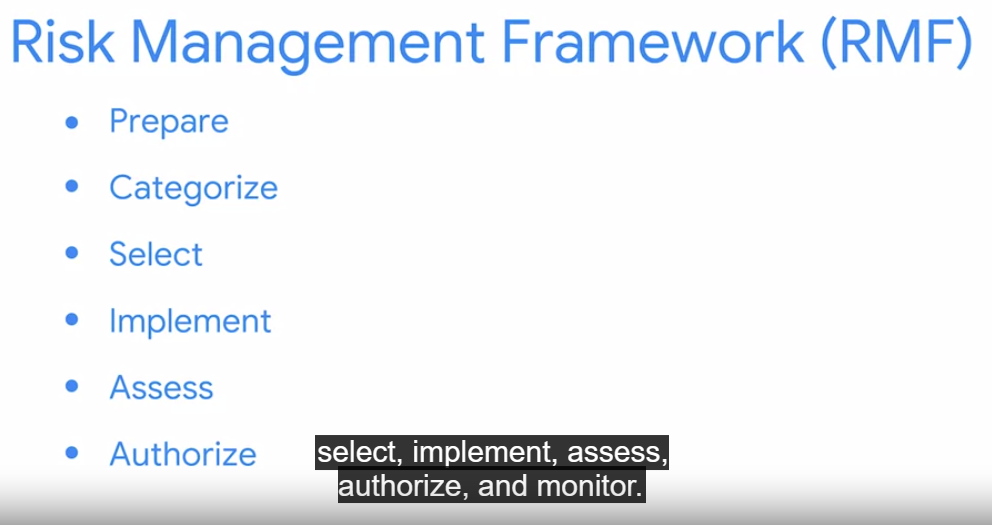 Risk Management Framework (RMF)
• Prepare
• Categorize
• Select
• Implement
• Assess
• Authorize
select, implement, assess,
authorize, and monitor.